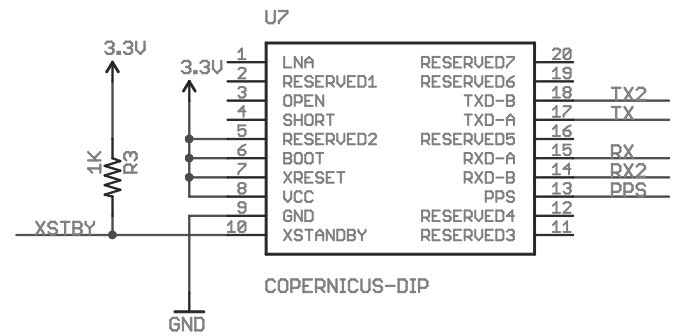 U7
3.3V
3.3V
1K
R3
XSTBY
GND
1 LNA RESERVED7 20
2 RESERVED1 RESERVED6 19
3 OPEN TXD-B 18 TX2
4 SHORT TXD-A 17 TX
5 RESERVED2 RESERVED5 16
6 BOOT RXD-A 15 RX
7 XRESET RXD-B 14 RX2
8 VCC PPS 13 PPS
9 GND RESERVED4 12
10 XSTANDBY RESERVED3 11
COPERNICUS-DIP